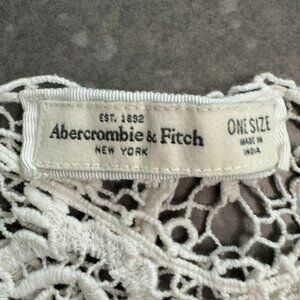 EST. 1892
Abercrombie & Fitch
NEW YORK
ONE SIZE
MADE IN
INDIA